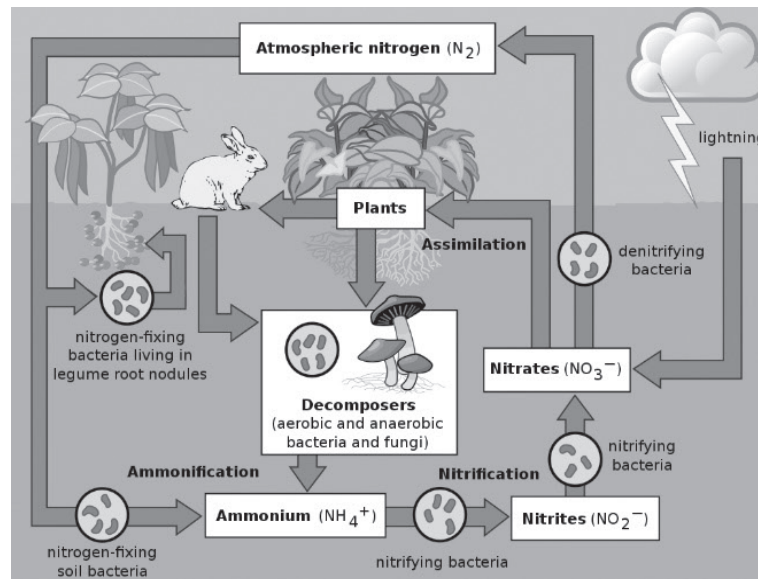 Atmospheric nitrogen (N₂)
lightning
Plants
Assimilation
denitrifying
bacteria
nitrogen-fixing
bacteria living in
legume root nodules
Nitrates (NO₃⁻)
Decomposers
(aerobic and anaerobic
bacteria and fungi)
nitrifying
bacteria
Ammonification
Nitrification
Ammonium (NH₄⁺)
Nitrites (NO₂⁻)
nitrogen-fixing
soil bacteria
nitrifying bacteria